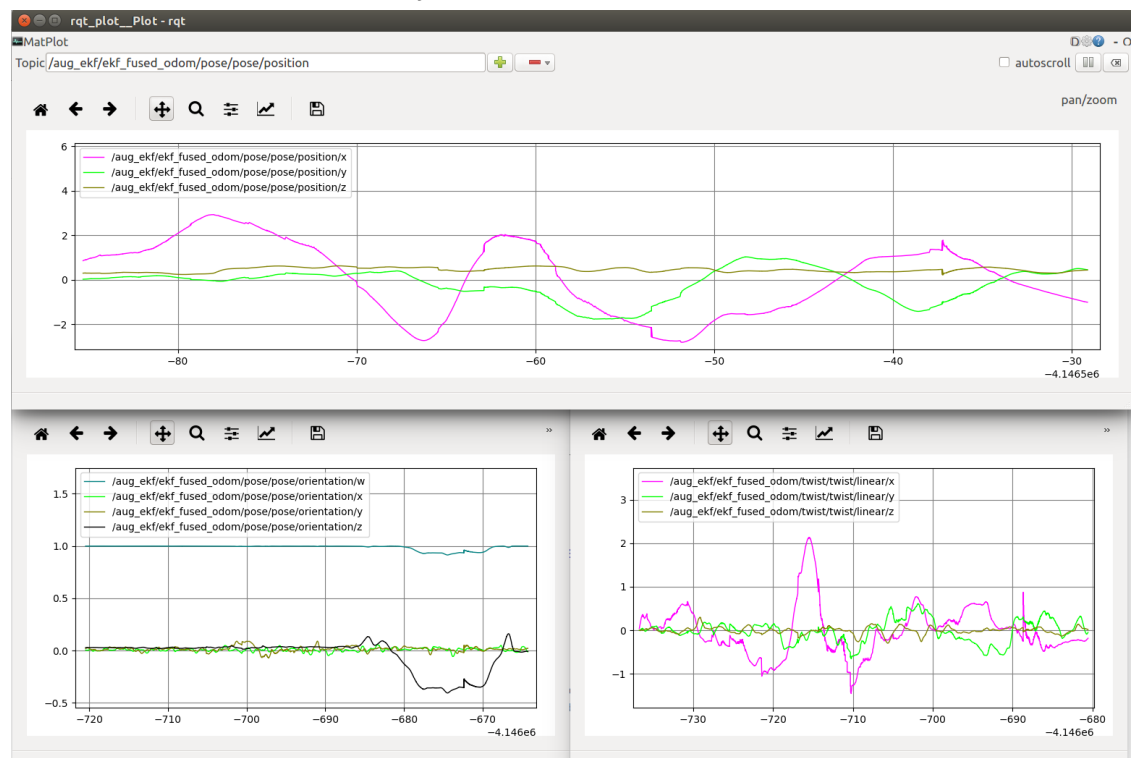 rqt_plot__Plot - rqt
MatPlot
D - O
Topic /aug_ekf/ekf_fused_odom/pose/pose/position
autoscroll
pan/zoom
/aug_ekf/ekf_fused_odom/pose/pose/position/x
/aug_ekf/ekf_fused_odom/pose/pose/position/y
/aug_ekf/ekf_fused_odom/pose/pose/position/z
6
4
2
0
−2
−80 −70 −60 −50 −40 −30
−4.1465e6
»
/aug_ekf/ekf_fused_odom/pose/pose/orientation/w
/aug_ekf/ekf_fused_odom/pose/pose/orientation/x
/aug_ekf/ekf_fused_odom/pose/pose/orientation/y
/aug_ekf/ekf_fused_odom/pose/pose/orientation/z
1.5
1.0
0.5
0.0
−0.5
−720 −710 −700 −690 −680 −670
−4.146e6
»
/aug_ekf/ekf_fused_odom/twist/twist/linear/x
/aug_ekf/ekf_fused_odom/twist/twist/linear/y
/aug_ekf/ekf_fused_odom/twist/twist/linear/z
3
2
1
0
−1
−730 −720 −710 −700 −690 −680
−4.146e6